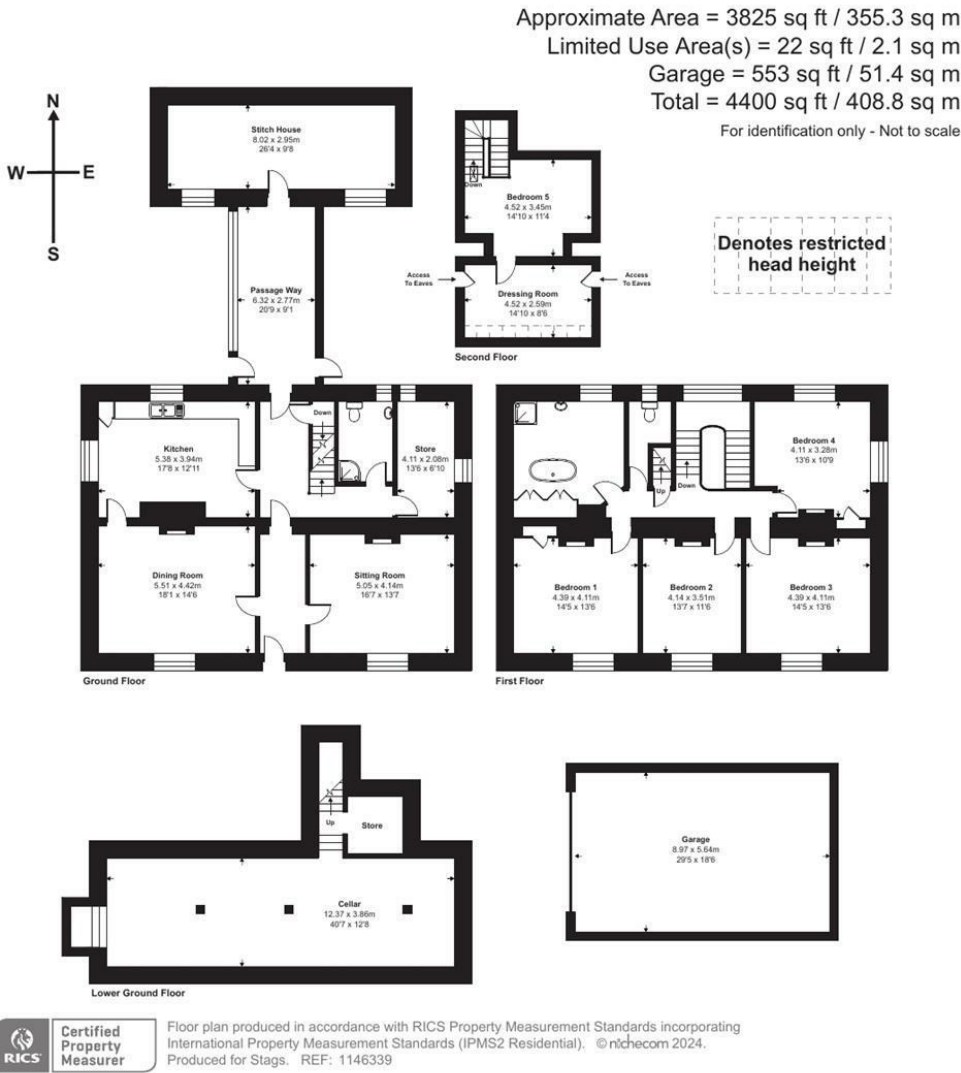 Approximate Area = 3825 sq ft / 355.3 sq m
Limited Use Area(s) = 22 sq ft / 2.1 sq m
Garage = 553 sq ft / 51.4 sq m
Total = 4400 sq ft / 408.8 sq m
For identification only - Not to scale
N
W
E
S
Stitch House
8.02 x 2.95m
26'4 x 9'8
Passage Way
6.32 x 2.77m
20'9 x 9'1
Down
Bedroom 5
4.52 x 3.45m
14'10 x 11'4
Access
To Eaves
Dressing Room
4.52 x 2.59m
14'10 x 8'6
Access
To Eaves
Second Floor
Denotes restricted
head height
Kitchen
5.38 x 3.94m
17'8 x 12'11
Down
Store
4.11 x 2.08m
13'6 x 6'10
Dining Room
5.51 x 4.42m
18'1 x 14'6
Sitting Room
5.05 x 4.14m
16'7 x 13'7
Ground Floor
Up
Down
Bedroom 4
4.11 x 3.28m
13'6 x 10'9
Bedroom 1
4.39 x 4.11m
14'5 x 13'6
Bedroom 2
4.14 x 3.51m
13'7 x 11'6
Bedroom 3
4.39 x 4.11m
14'5 x 13'6
First Floor
Up
Store
Cellar
12.37 x 3.86m
40'7 x 12'8
Lower Ground Floor
Garage
8.97 x 5.64m
29'5 x 18'6
RICS
Certified
Property
Measurer
Floor plan produced in accordance with RICS Property Measurement Standards incorporating
International Property Measurement Standards (IPMS2 Residential). © nichecom 2024.
Produced for Stags. REF: 1146339